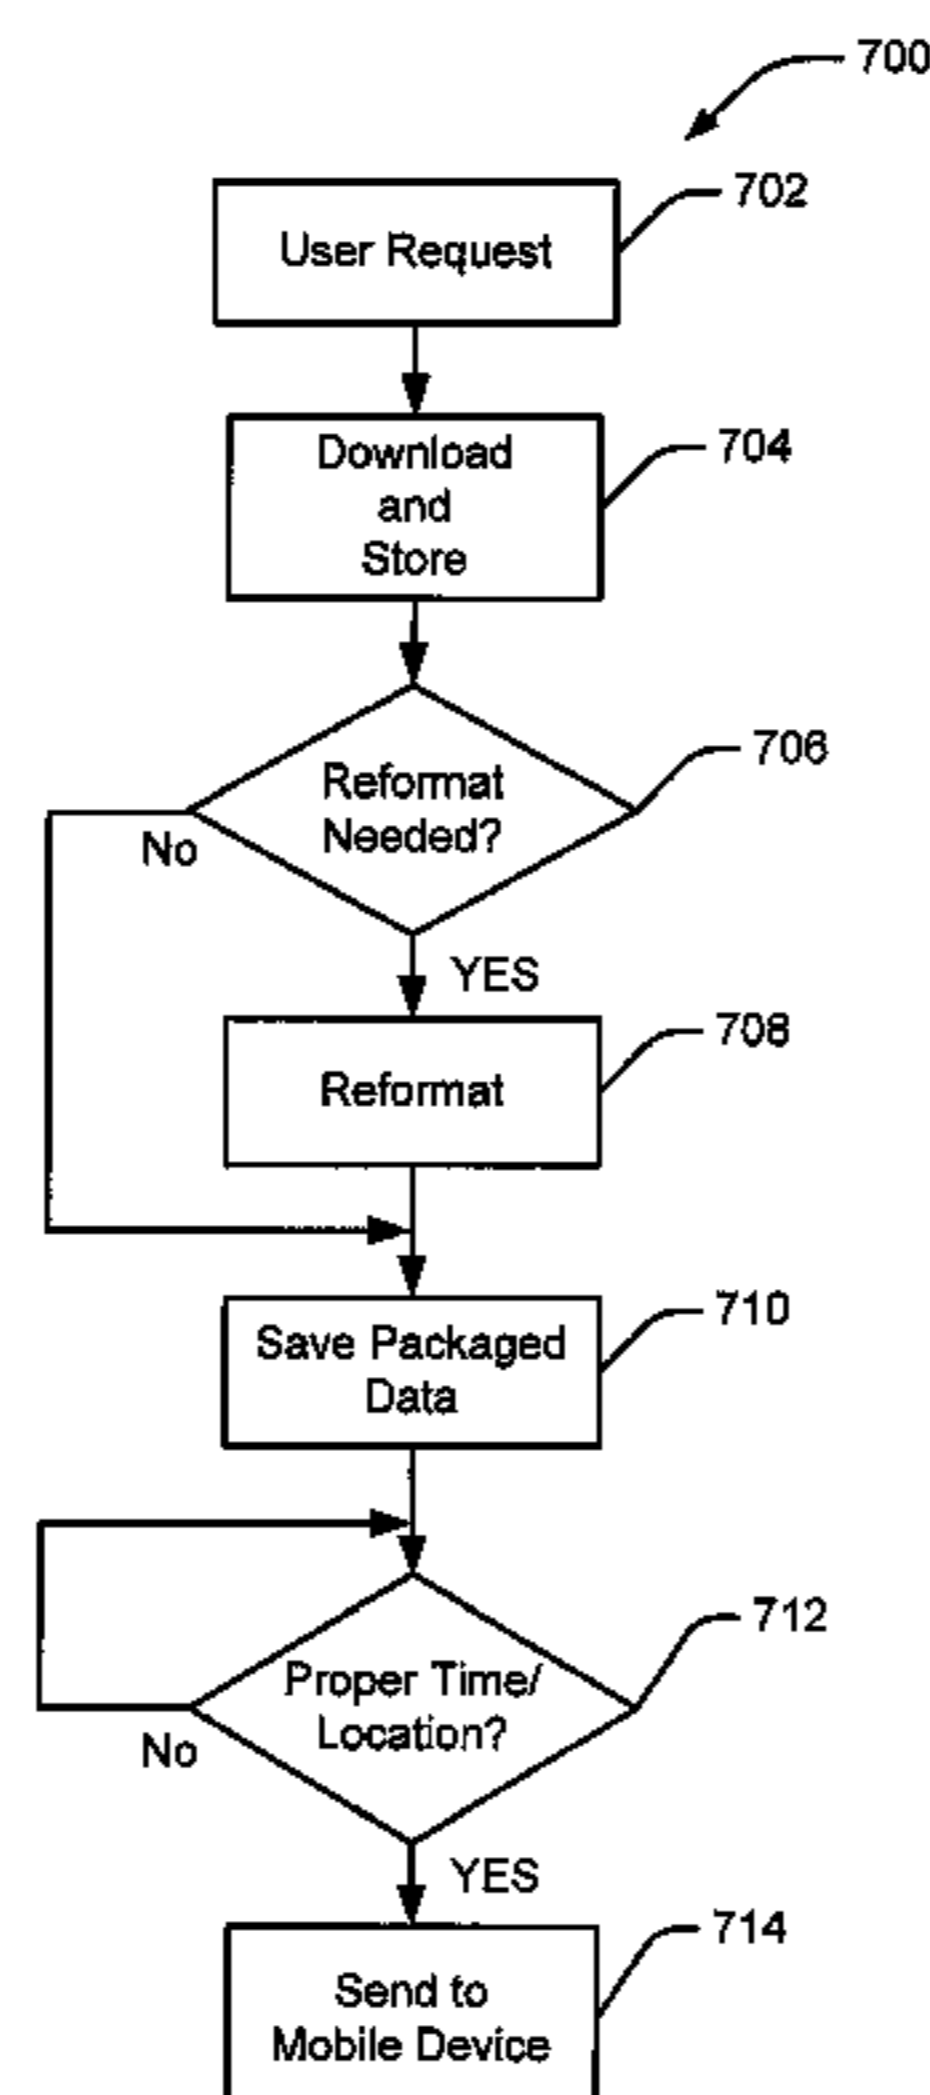 700
702
User Request
704
Download
and
Store
706
Reformat
Needed?
No
YES
708
Reformat
710
Save Packaged
Data
712
Proper Time/
Location?
No
YES
714
Send to
Mobile Device